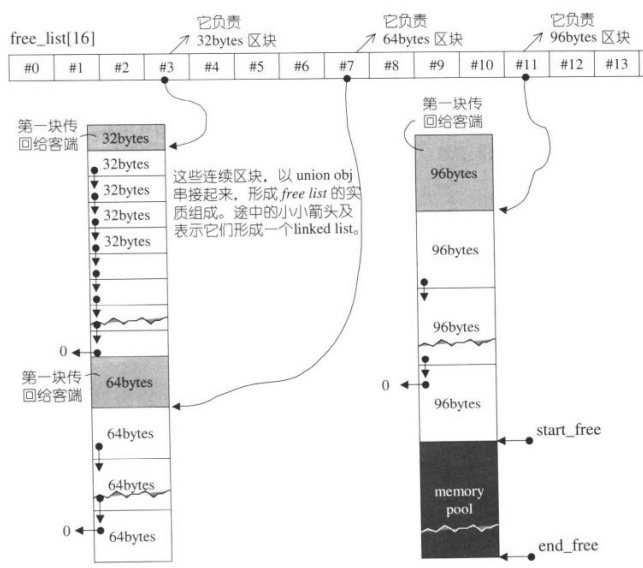 它负责
32bytes 区块
它负责
64bytes 区块
它负责
96bytes 区块
free_list[16]
#0 #1 #2 #3 #4 #5 #6 #7 #8 #9 #10 #11 #12 #13
第一块传
回给客端
32bytes
32bytes
32bytes
32bytes
32bytes
这些连续区块，以 union obj
串接起来，形成 free list 的实
质组成。途中的小小箭头及
表示它们形成一个linked list。
0
第一块传
回给客端
64bytes
64bytes
64bytes
0
64bytes
第一块传
回给客端
96bytes
96bytes
96bytes
0
96bytes
start_free
memory
pool
end_free